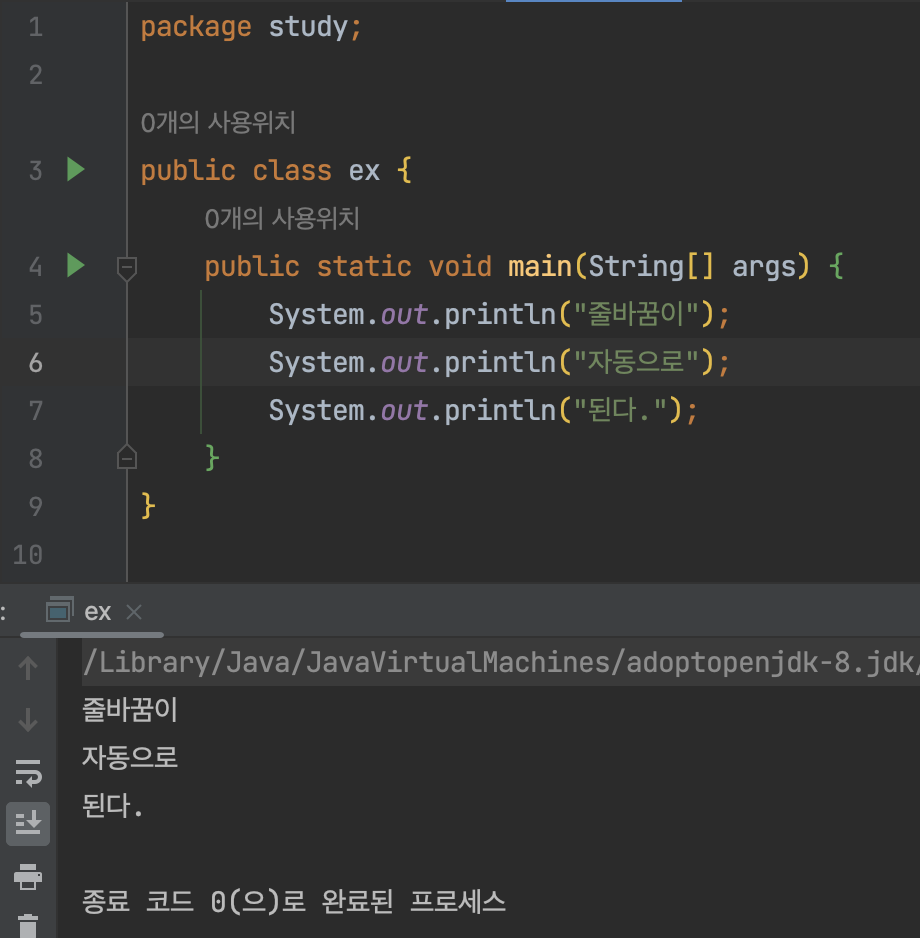 1 package study;
2
0개의 사용위치
3 public class ex {
0개의 사용위치
4 public static void main(String[] args) {
5 System.out.println("줄바꿈이");
6 System.out.println("자동으로");
7 System.out.println("된다.");
8 }
9 }
10
: ex ×
/Library/Java/JavaVirtualMachines/adoptopenjdk-8.jdk/
줄바꿈이
자동으로
된다.
종료 코드 0(으)로 완료된 프로세스